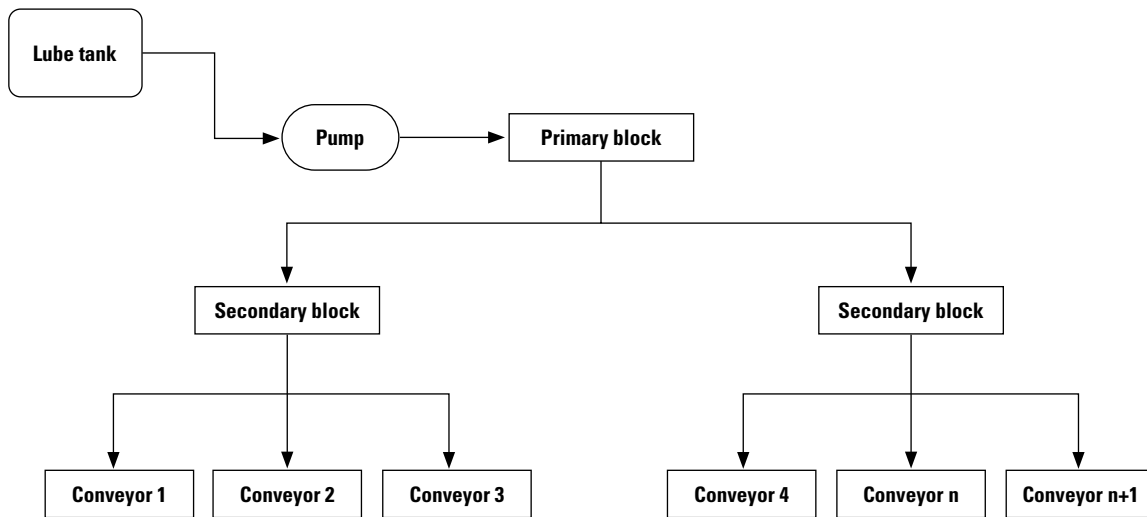 Lube tank
Pump
Primary block
Secondary block
Secondary block
Conveyor 1
Conveyor 2
Conveyor 3
Conveyor 4
Conveyor n
Conveyor n+1